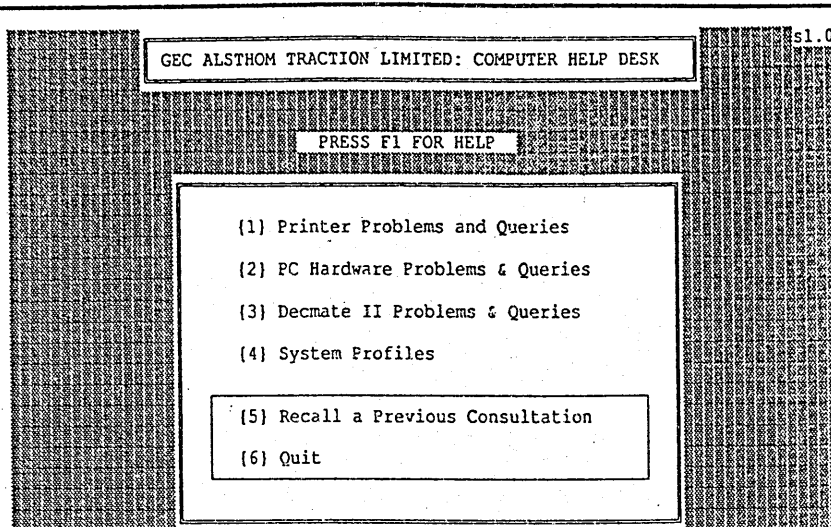 s1.0
GEC ALSTHOM TRACTION LIMITED: COMPUTER HELP DESK
PRESS F1 FOR HELP
{1} Printer Problems and Queries
{2} PC Hardware Problems & Queries
{3} Decmate II Problems & Queries
{4} System Profiles
{5} Recall a Previous Consultation
{6} Quit